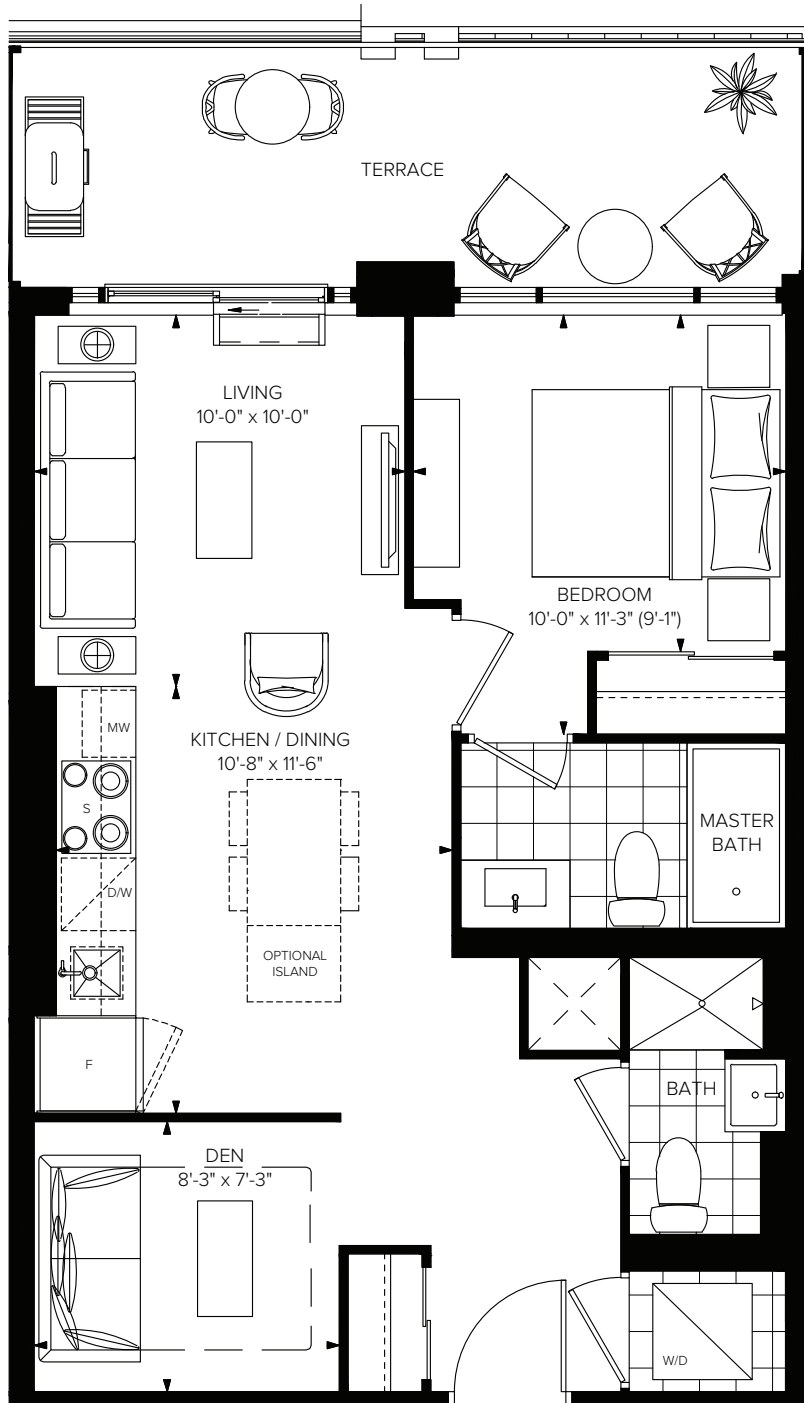 TERRACE
LIVING
10'-0" x 10'-0"
BEDROOM
10'-0" x 11'-3" (9'-1")
MW
KITCHEN / DINING
10'-8" x 11'-6"
S
MASTER
BATH
D/W
OPTIONAL
ISLAND
F
BATH
DEN
8'-3" x 7'-3"
W/D